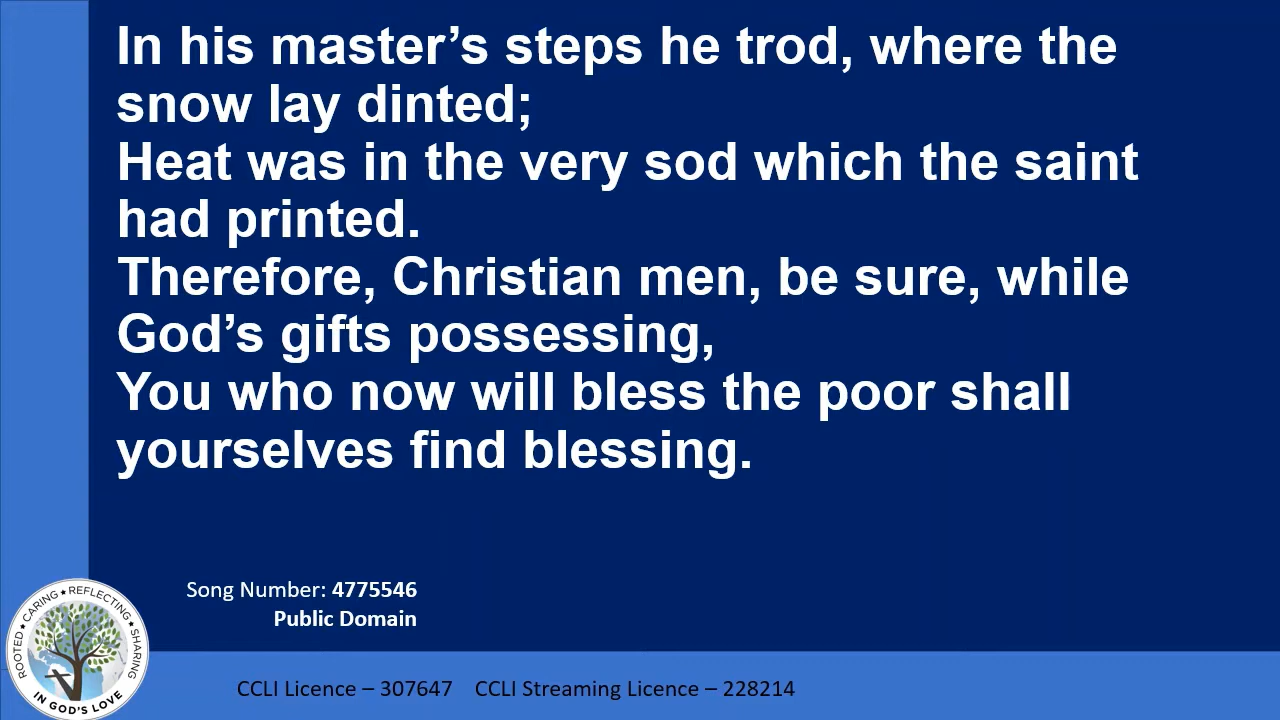 In his master’s steps he trod, where the
snow lay dinted;
Heat was in the very sod which the saint
had printed.
Therefore, Christian men, be sure, while
God’s gifts possessing,
You who now will bless the poor shall
yourselves find blessing.
Song Number: 4775546
Public Domain
ROOTED ★ CARING ★ REFLECTING ★ SHARING
IN GOD'S LOVE
CCLI Licence – 307647 CCLI Streaming Licence – 228214